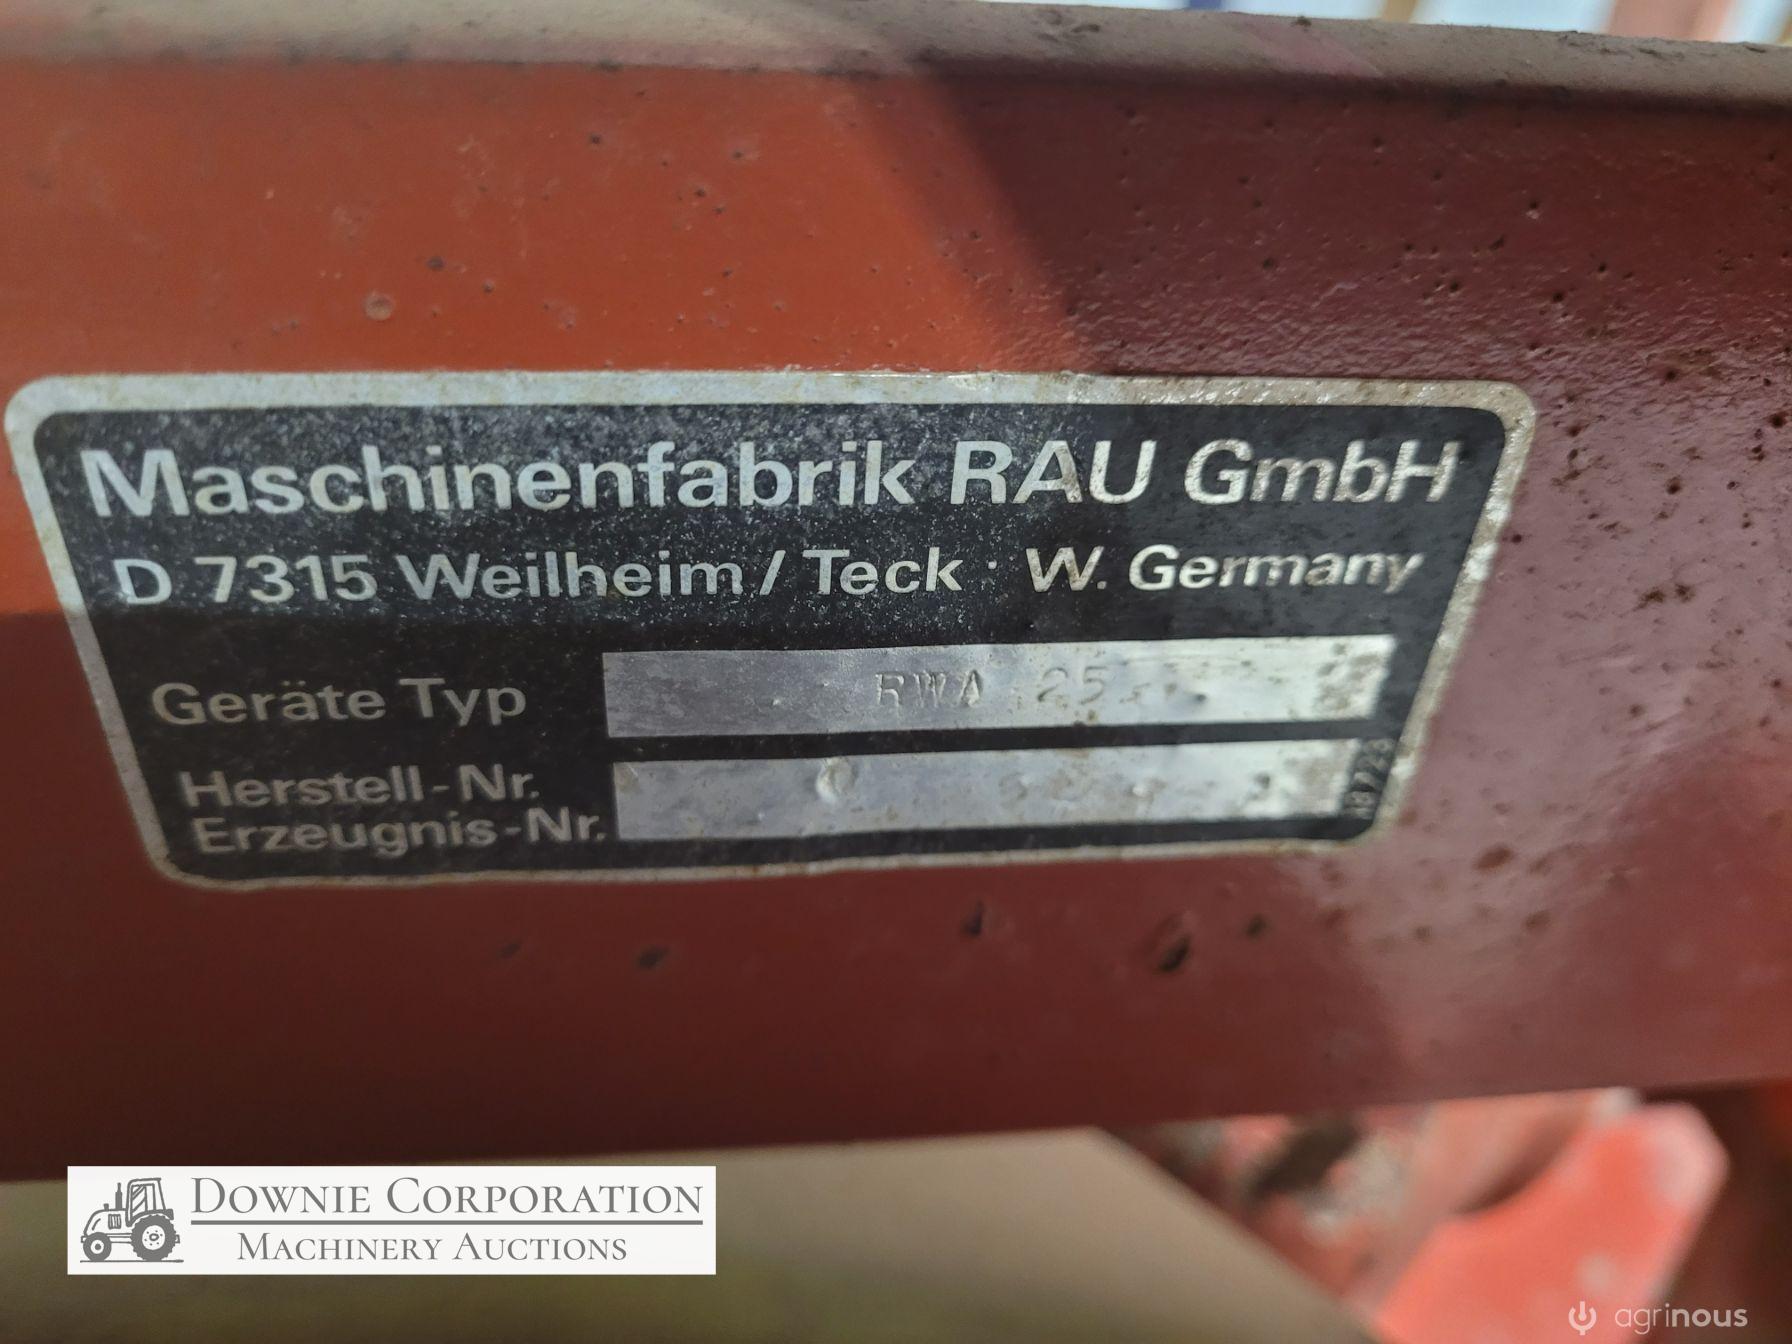 Maschinenfabrik RAU GmbH
D 7315 Weilheim / Teck · W. Germany
Geräte Typ RWA 25
Herstell-Nr.
Erzeugnis-Nr.
DOWNIE CORPORATION
MACHINERY AUCTIONS
agrinous